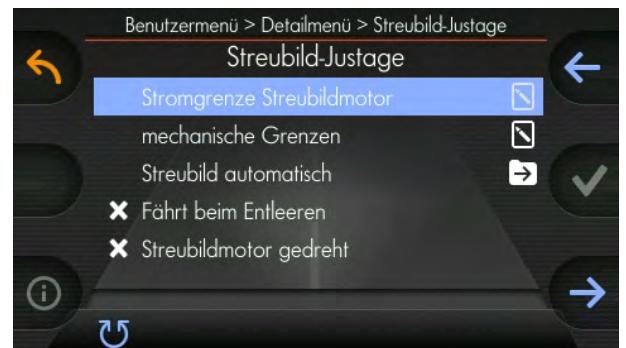 Benutzermenü > Detailmenü > Streubild-Justage
Streubild-Justage
Stromgrenze Streubildmotor
mechanische Grenzen
Streubild automatisch
Fährt beim Entleeren
Streubildmotor gedreht